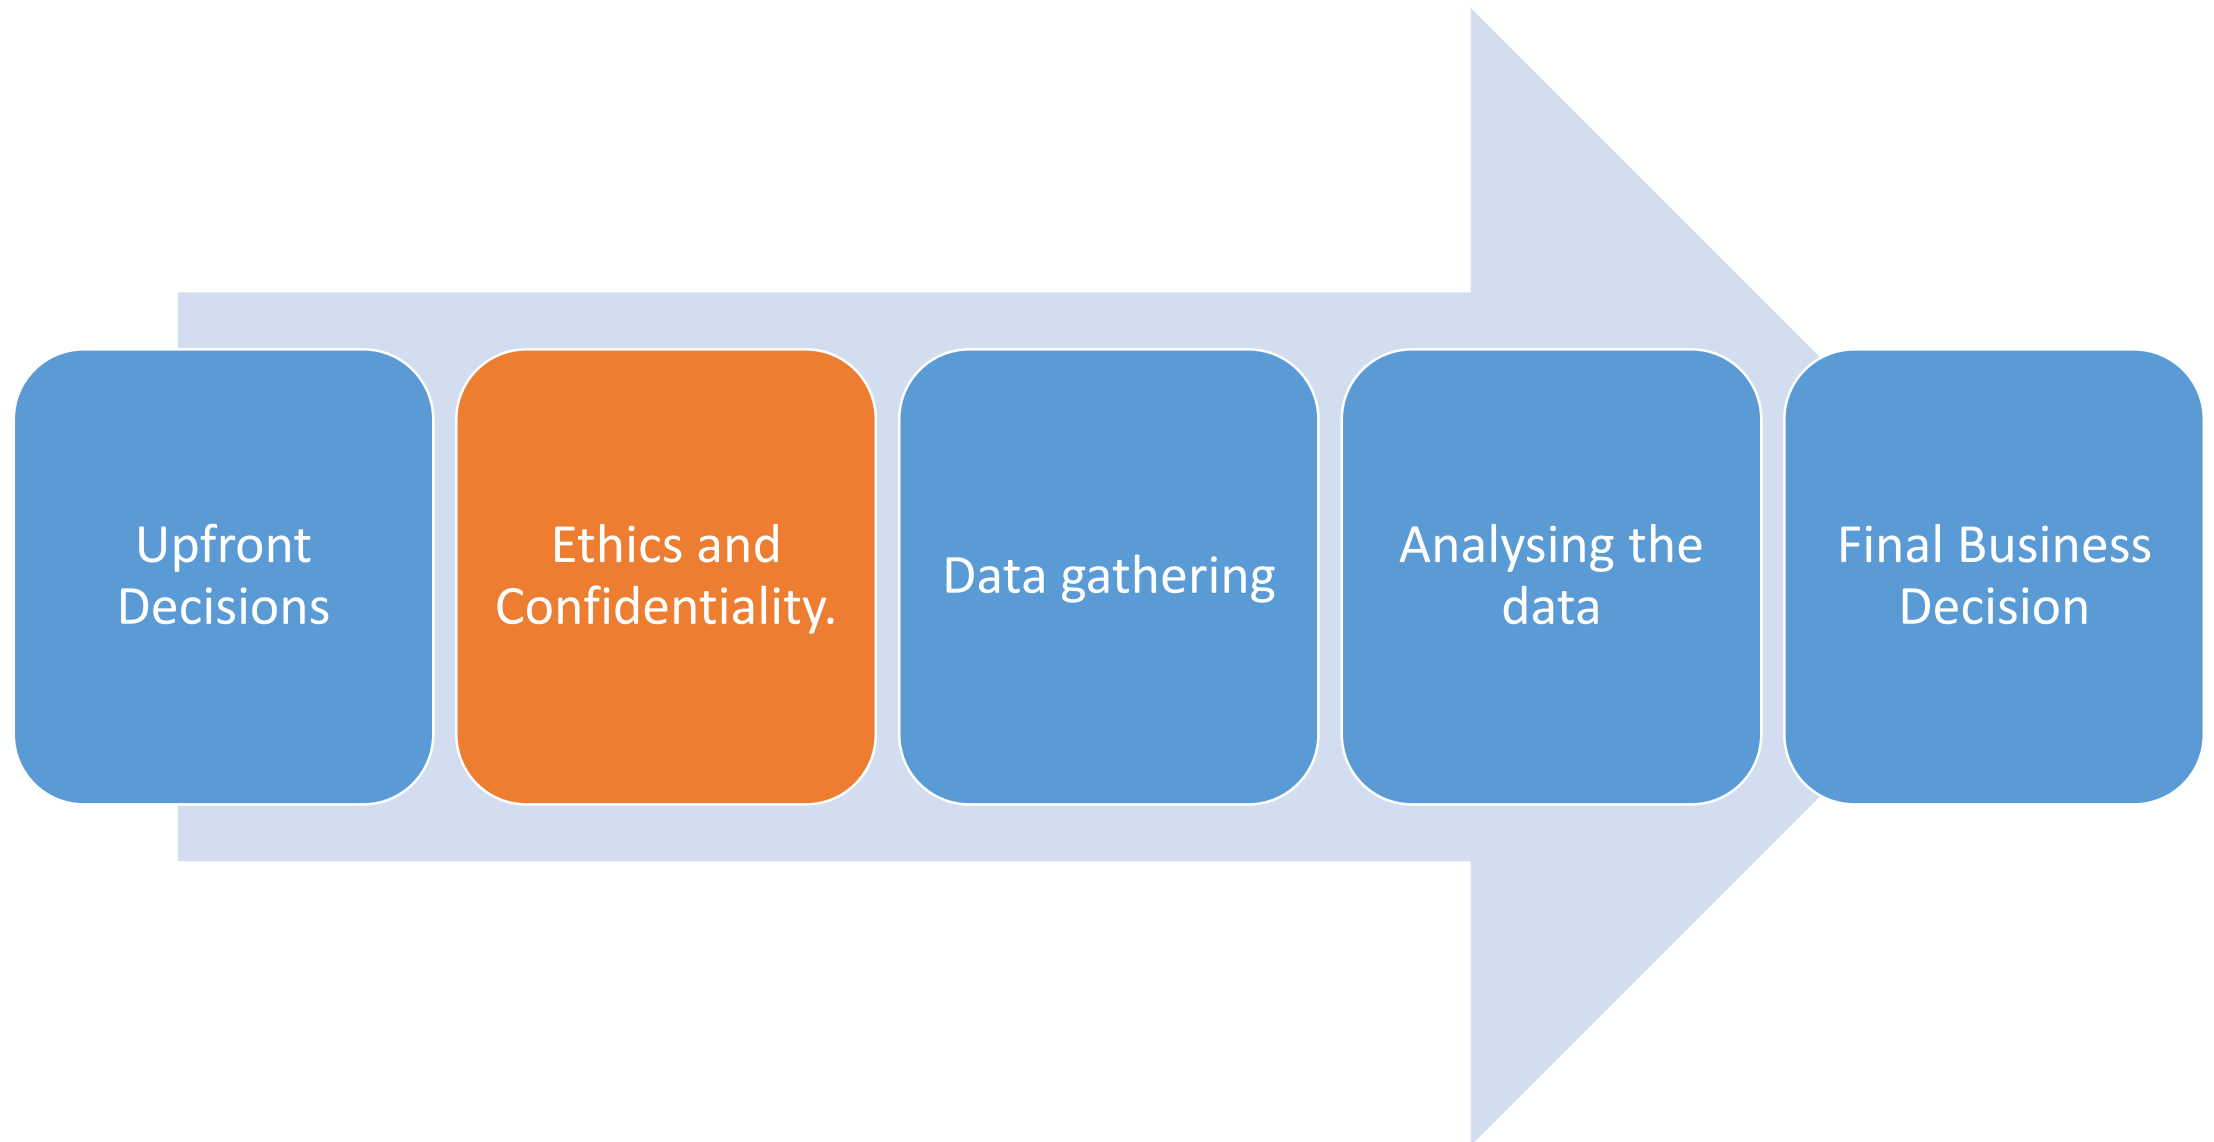 Upfront
Decisions
Ethics and
Confidentiality.
Data gathering
Analysing the
data
Final Business
Decision